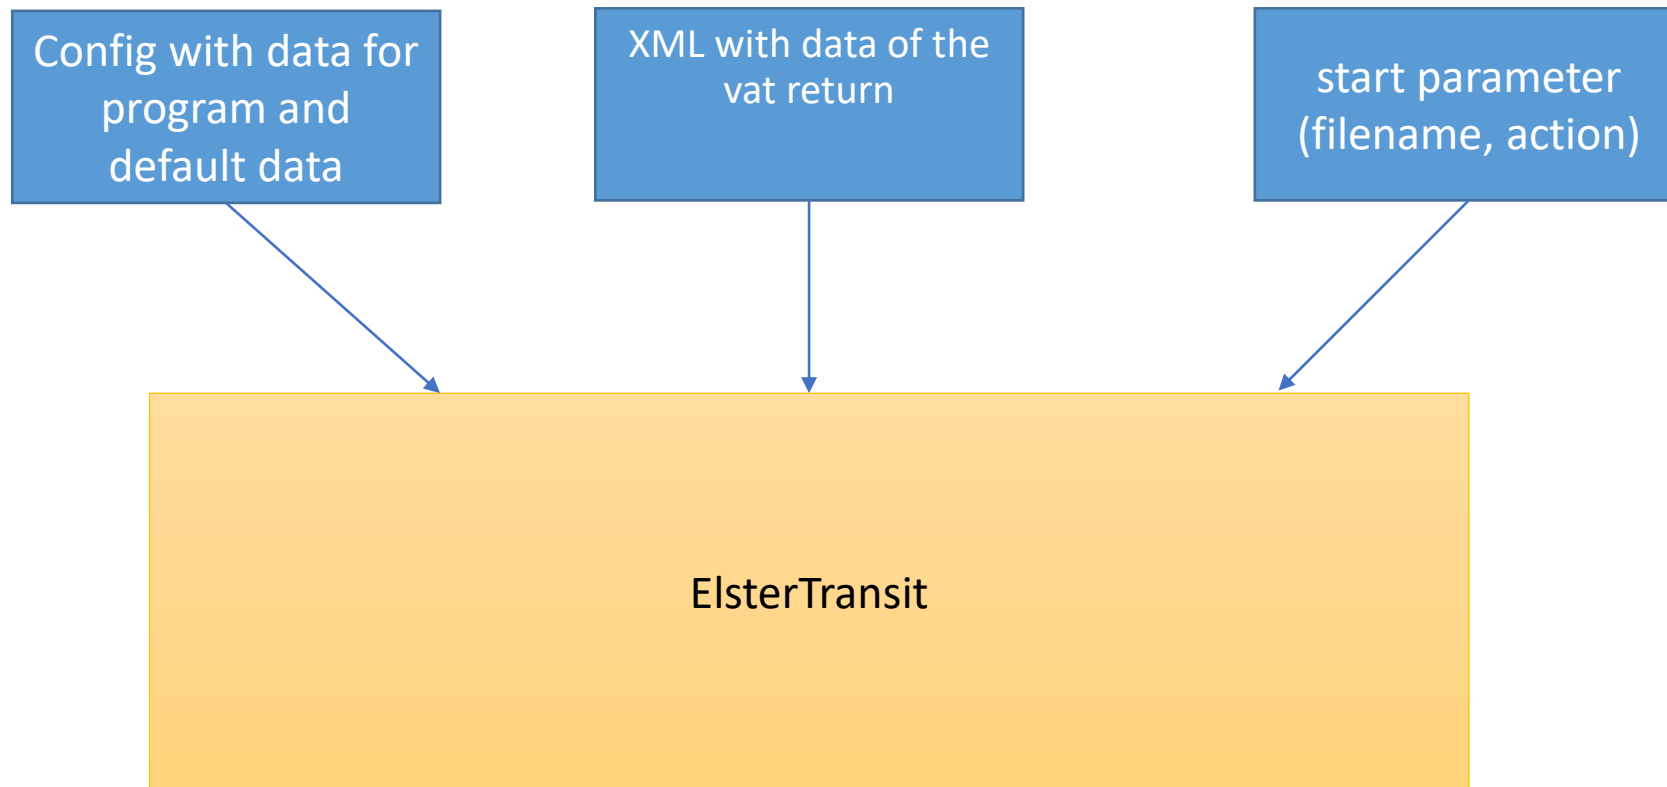 Config with data for
program and
default data
XML with data of the
vat return
start parameter
(filename, action)
ElsterTransit